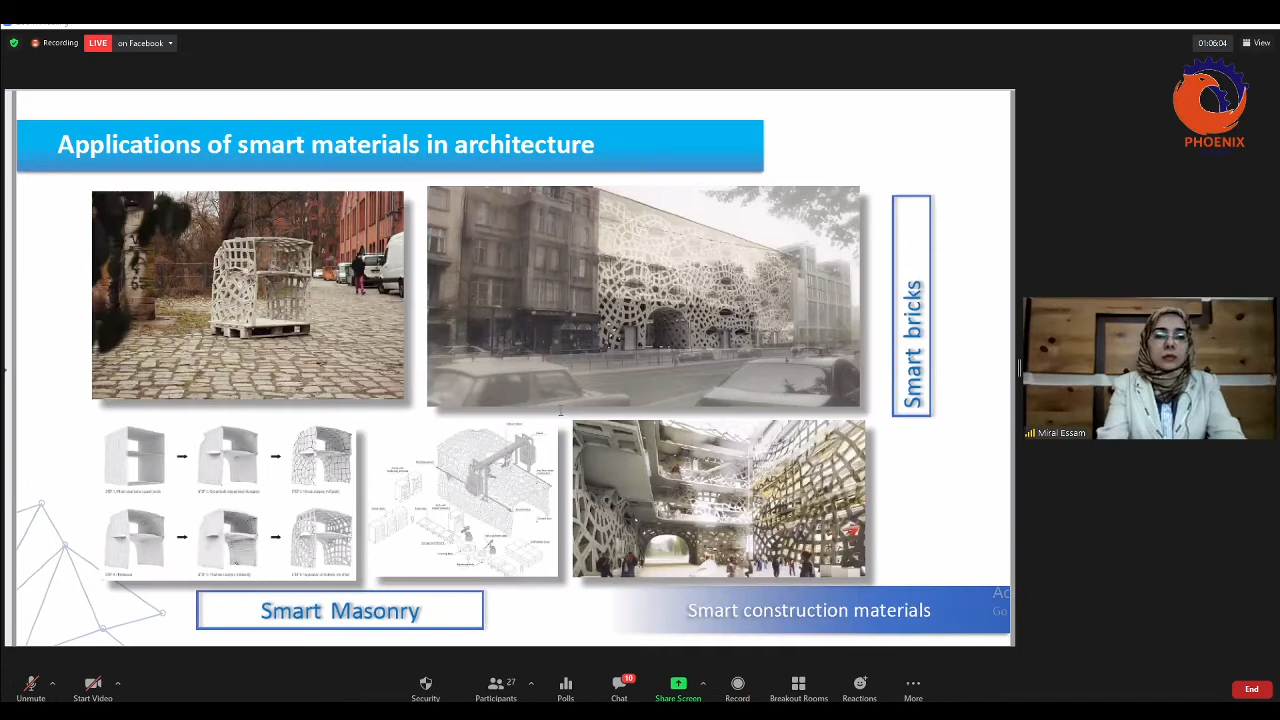 Recording
LIVE
on Facebook
01:06:04
View
PHOENIX
Applications of smart materials in architecture
Smart bricks
Miral Essam
Smart Masonry
Smart construction materials
Unmute
Start Video
Security
Participants
27
Polls
Chat
10
Share Screen
Record
Breakout Rooms
Reactions
More
End